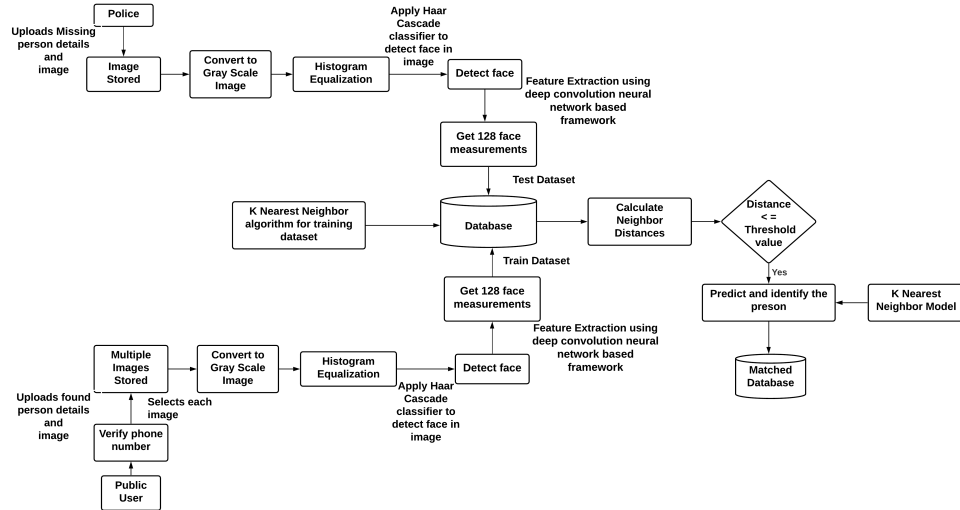 Police
Uploads Missing
person details
and
image
Image
Stored
Convert to
Gray Scale
Image
Histogram
Equalization
Apply Haar
Cascade
classifier to
detect face in
image
Detect face
Feature Extraction using
deep convolution neural
network based
framework
Get 128 face
measurements
Test Dataset
K Nearest Neighbor
algorithm for training
dataset
Database
Calculate
Neighbor
Distances
Distance
< =
Threshold
value
Yes
Train Dataset
Get 128 face
measurements
Predict and identify the
preson
K Nearest
Neighbor Model
Feature Extraction using
deep convolution neural
network based
framework
Matched
Database
Multiple
Images
Stored
Convert to
Gray Scale
Image
Histogram
Equalization
Detect face
Apply Haar
Cascade
classifier to
detect face in
image
Uploads found
person details
and
image
Selects each
image
Verify phone
number
Public
User